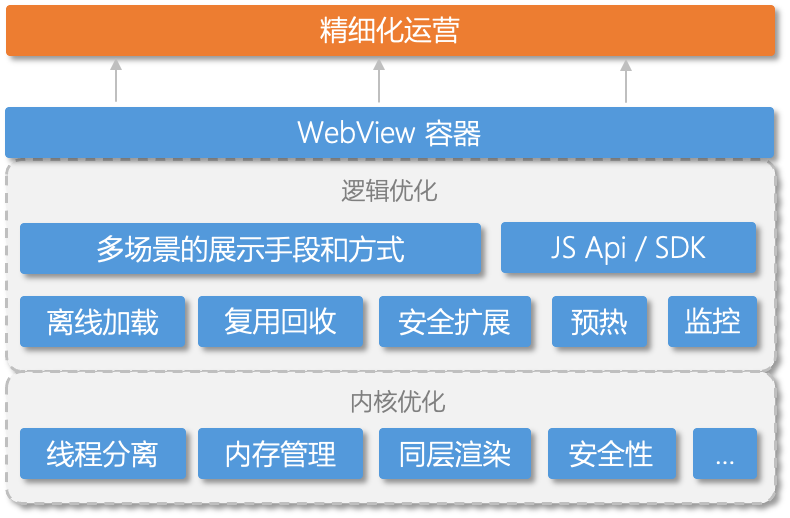 精细化运营
WebView 容器
逻辑优化
多场景的展示手段和方式
JS Api / SDK
离线加载
复用回收
安全扩展
预热
监控
内核优化
线程分离
内存管理
同层渲染
安全性
...